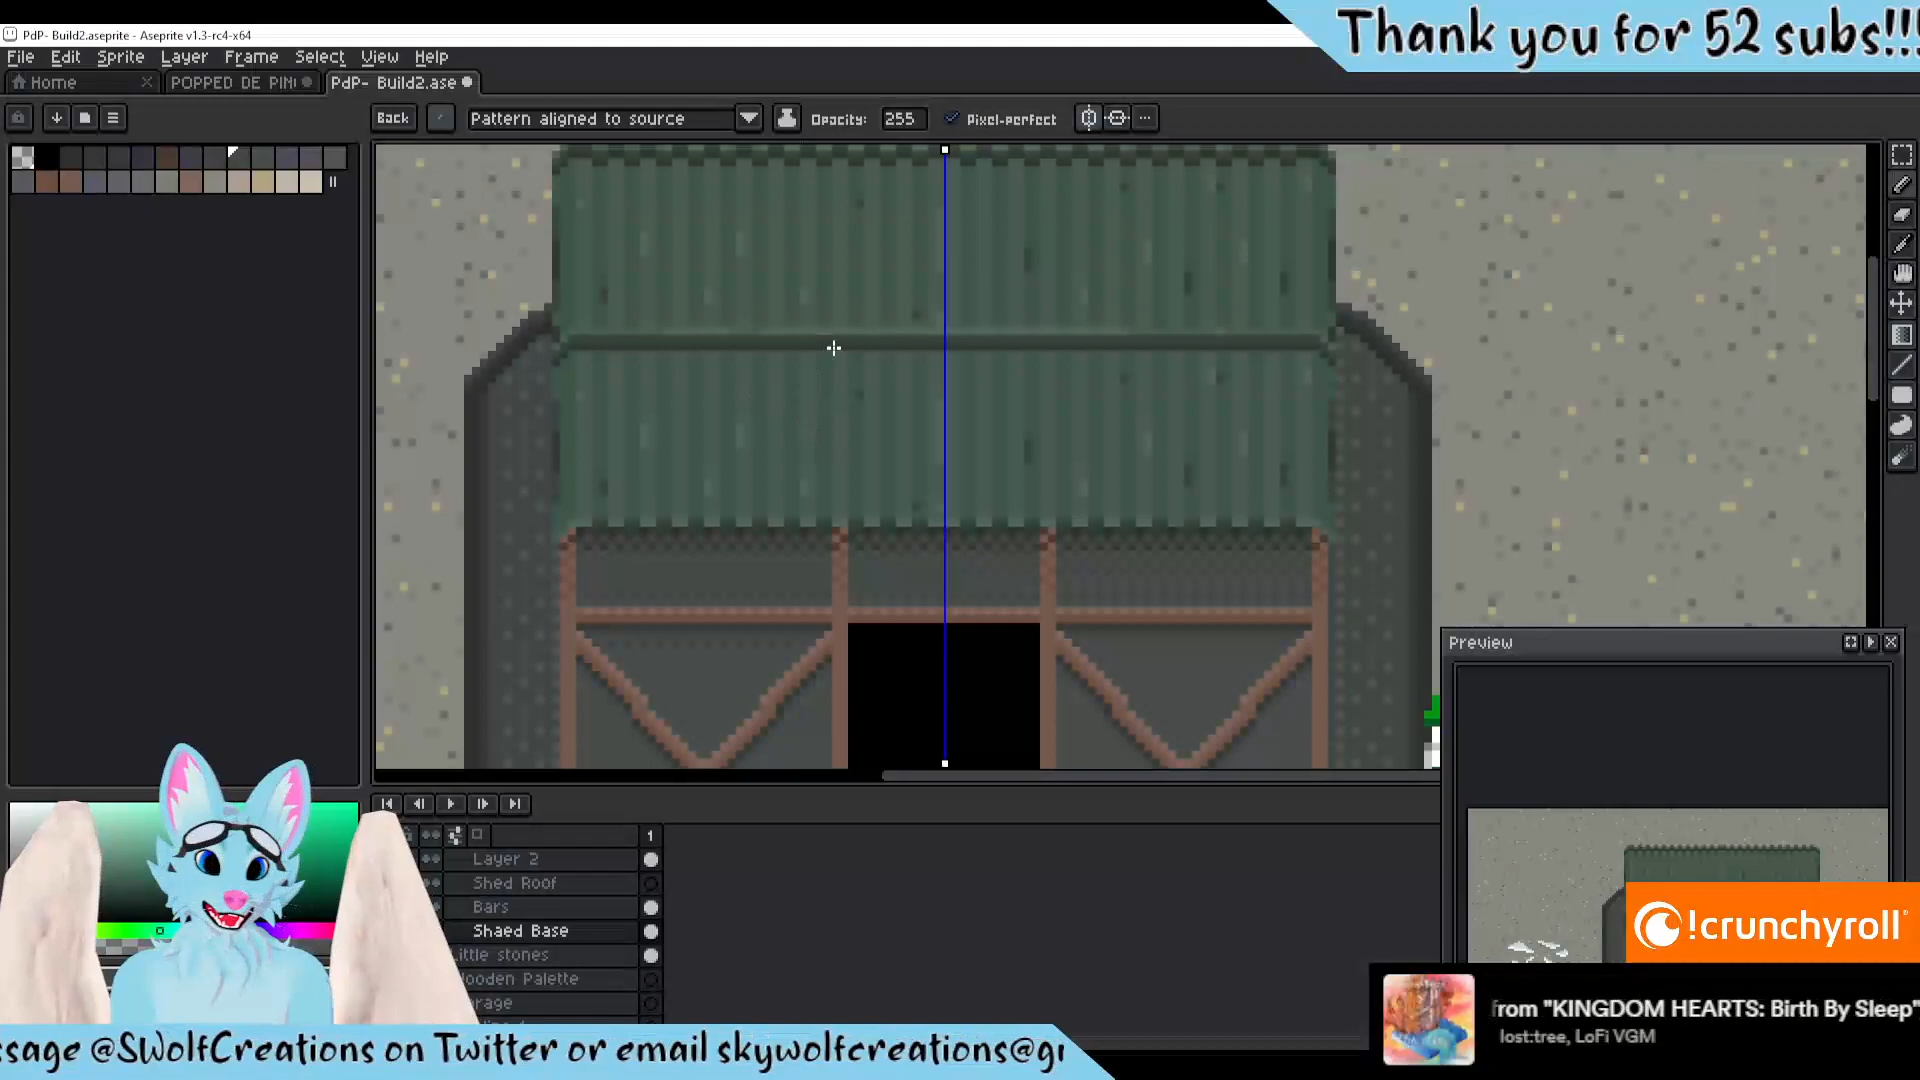 Thank you for 52 subs!!!
PdP- Build2.aseprite - Aseprite v1.3-rc4-x64
File Edit Sprite Layer Frame Select View Help
Home
POPPED DE PIN
PdP- Build2.ase
Back
Pattern aligned to source
Opacity: 255
Pixel-perfect
Preview
1
Layer 2
Shed Roof
Bars
Shaed Base
Little stones
ooden Palette
rage
!crunchyroll
from "KINGDOM HEARTS: Birth By Sleep"
lost:tree, LoFi VGM
ssage @SWolfCreations on Twitter or email skywolfcreations@g